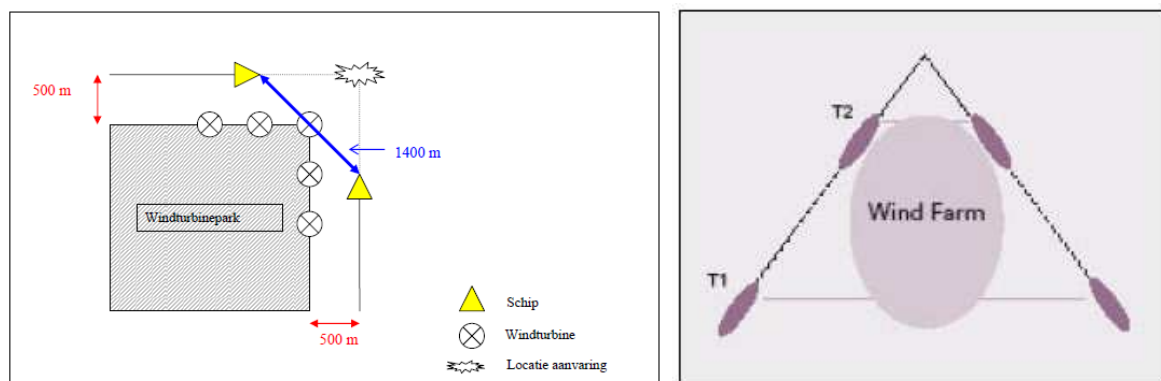 500 m
1400 m
Windturbinepark
500 m
Schip
Windturbine
Locatie aanvaring
T2
Wind Farm
T1